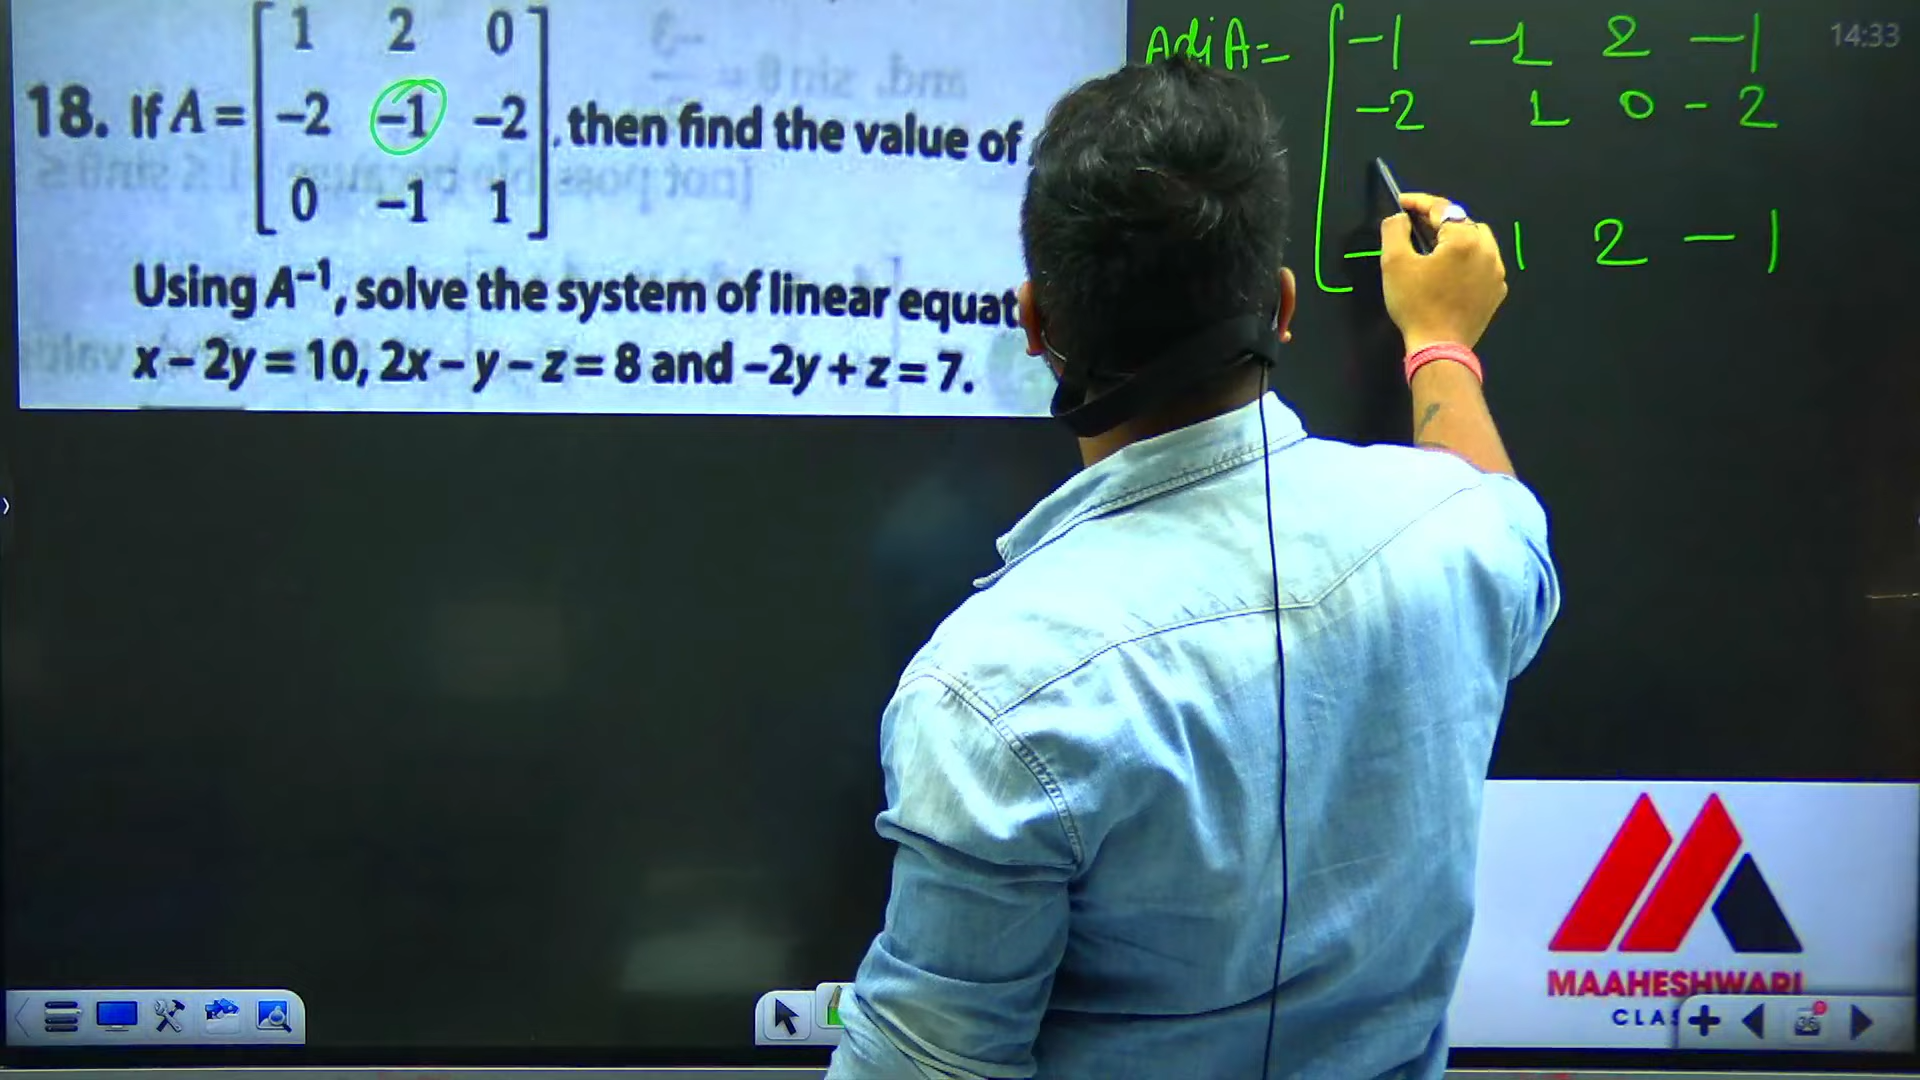 1 2 0
18. If A = -2 -1 -2 , then find the value of
0 -1 1
Using A⁻¹, solve the system of linear equat
x – 2y = 10, 2x – y – z = 8 and –2y + z = 7.
Adj A = -1 -1 2 -1
-2 1 0 -2
- 1 2 -1
14:33
MAAHESHWARI
CLAS